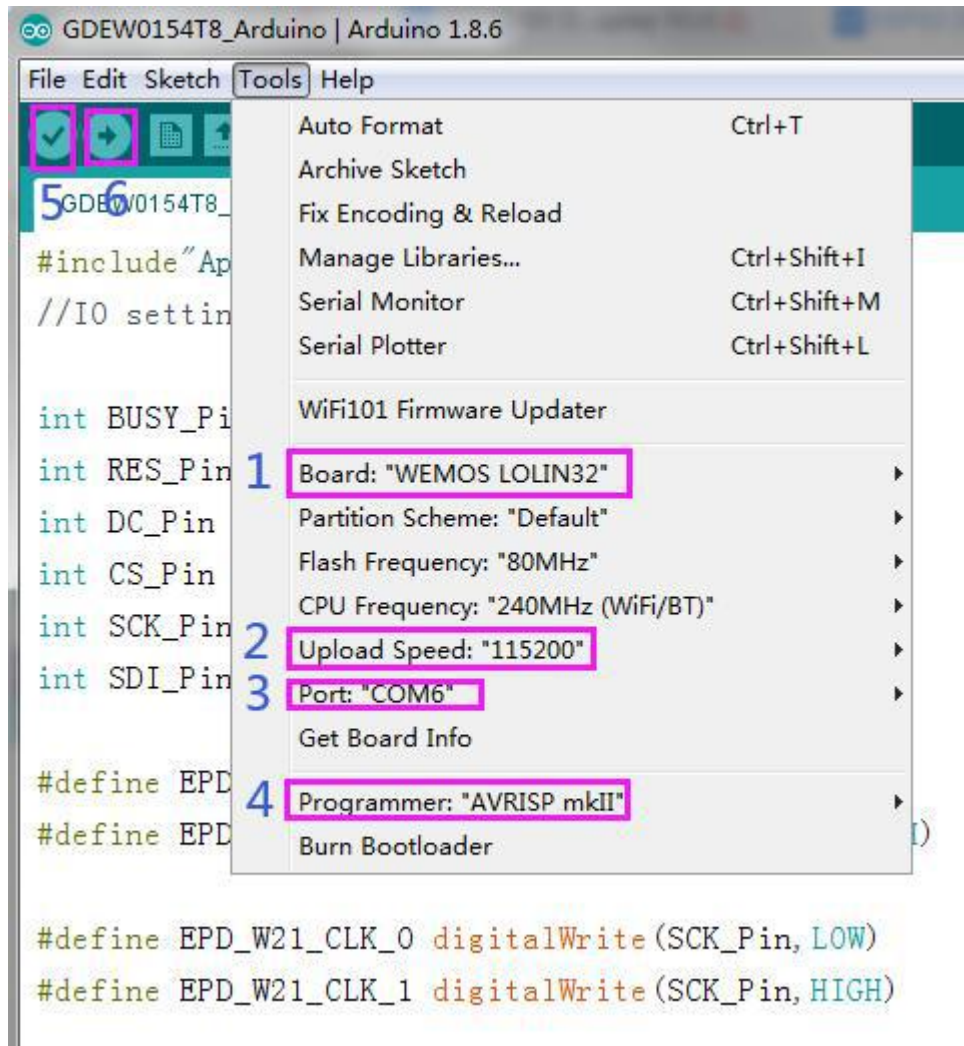 GDEW0154T8_Arduino | Arduino 1.8.6
File Edit Sketch Tools Help
5 6
GDEW0154T8_
Auto Format Ctrl+T
Archive Sketch
Fix Encoding & Reload
Manage Libraries... Ctrl+Shift+I
Serial Monitor Ctrl+Shift+M
Serial Plotter Ctrl+Shift+L
WiFi101 Firmware Updater
1 Board: "WEMOS LOLIN32"
Partition Scheme: "Default"
Flash Frequency: "80MHz"
CPU Frequency: "240MHz (WiFi/BT)"
2 Upload Speed: "115200"
3 Port: "COM6"
Get Board Info
4 Programmer: "AVRISP mkII"
Burn Bootloader
#include"Ap
//IO settin
int BUSY_Pi
int RES_Pin
int DC_Pin
int CS_Pin
int SCK_Pin
int SDI_Pin
#define EPD
#define EPD )
#define EPD_W21_CLK_0 digitalWrite(SCK_Pin,LOW)
#define EPD_W21_CLK_1 digitalWrite(SCK_Pin,HIGH)